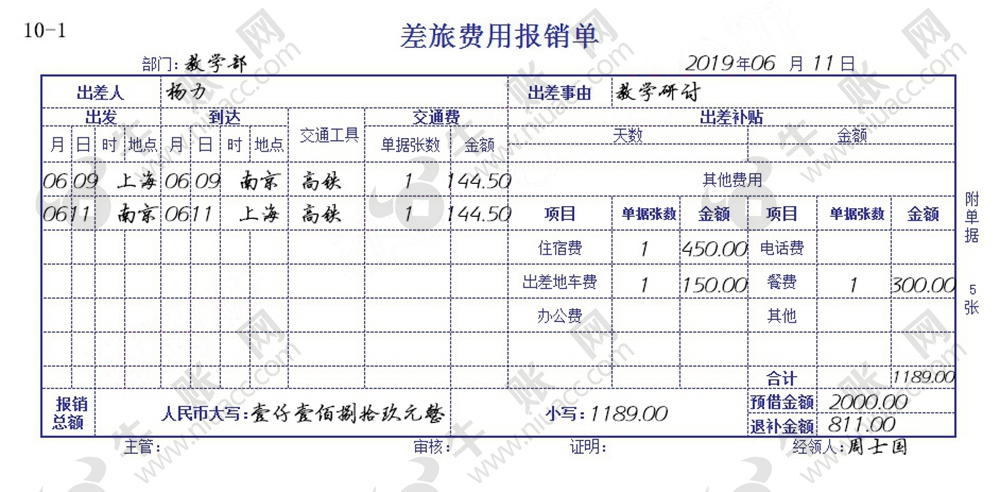 10-1
差旅费用报销单
部门：教学部 2019年06月11日
出差人 杨力 出差事由 教学研讨
出发 到达 交通工具 交通费 出差补贴
月 日 时 地点 月 日 时 地点 单据张数 金额 天数 金额
06 09 上海 06 09 南京 高铁 1 144.50 其他费用
06 11 南京 06 11 上海 高铁 1 144.50 项目 单据张数 金额 项目 单据张数 金额
住宿费 1 450.00 电话费
出差地车费 1 150.00 餐费 1 300.00
办公费 其他
合计 1189.00
报销总额 人民币大写：壹仟壹佰捌拾玖元整 小写：1189.00 预借金额 2000.00
退补金额 811.00
主管： 审核： 证明： 经领人：周士国
附单据 5 张
牛账网
www.niuacc.com